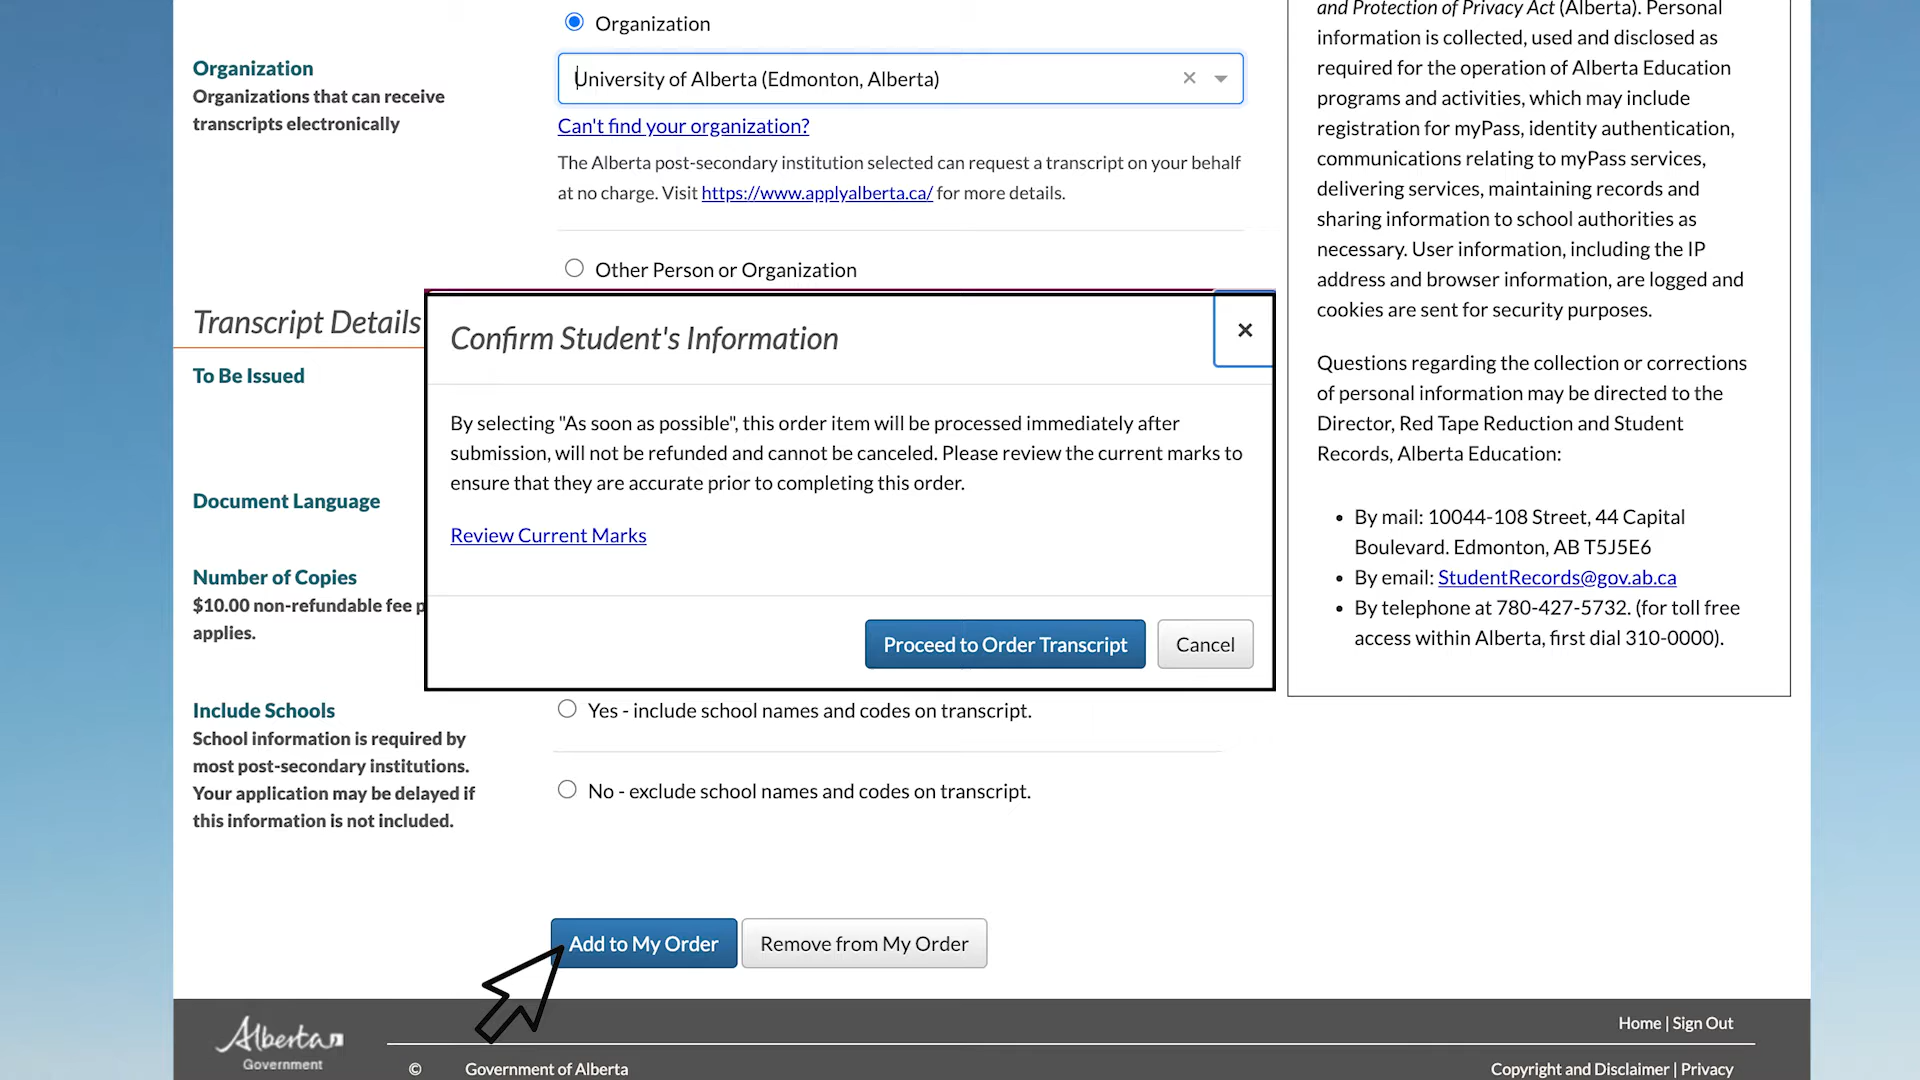 Organization
Organization
Organizations that can receive
transcripts electronically
University of Alberta (Edmonton, Alberta)
Can't find your organization?
The Alberta post-secondary institution selected can request a transcript on your behalf
at no charge. Visit https://www.applyalberta.ca/ for more details.
Other Person or Organization
Transcript Details
To Be Issued
Document Language
Number of Copies
$10.00 non-refundable fee p
applies.
Confirm Student's Information
×
By selecting "As soon as possible", this order item will be processed immediately after
submission, will not be refunded and cannot be canceled. Please review the current marks to
ensure that they are accurate prior to completing this order.
Review Current Marks
Proceed to Order Transcript
Cancel
Include Schools
School information is required by
most post-secondary institutions.
Your application may be delayed if
this information is not included.
Yes - include school names and codes on transcript.
No - exclude school names and codes on transcript.
Add to My Order
Remove from My Order
and Protection of Privacy Act (Alberta). Personal
information is collected, used and disclosed as
required for the operation of Alberta Education
programs and activities, which may include
registration for myPass, identity authentication,
communications relating to myPass services,
delivering services, maintaining records and
sharing information to school authorities as
necessary. User information, including the IP
address and browser information, are logged and
cookies are sent for security purposes.
Questions regarding the collection or corrections
of personal information may be directed to the
Director, Red Tape Reduction and Student
Records, Alberta Education:
• By mail: 10044-108 Street, 44 Capital
Boulevard. Edmonton, AB T5J5E6
• By email: StudentRecords@gov.ab.ca
• By telephone at 780-427-5732. (for toll free
access within Alberta, first dial 310-0000).
Alberta
Government
Home | Sign Out
© Government of Alberta
Copyright and Disclaimer | Privacy